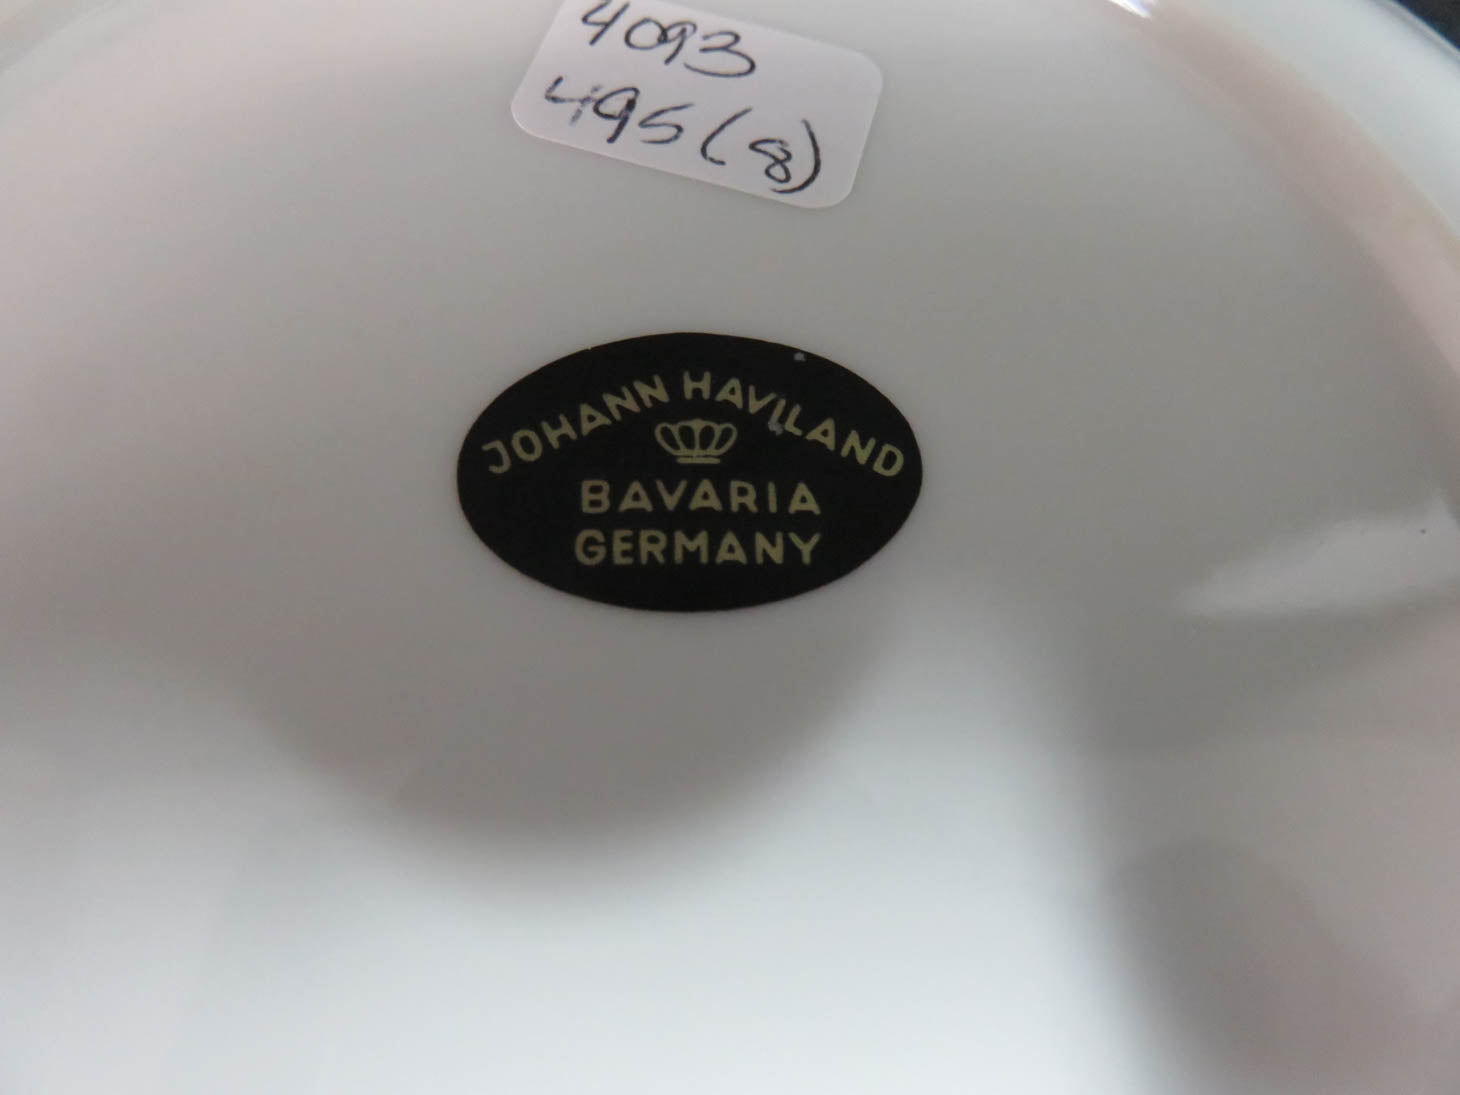 4093
495 (8)
JOHANN HAVILAND
BAVARIA
GERMANY